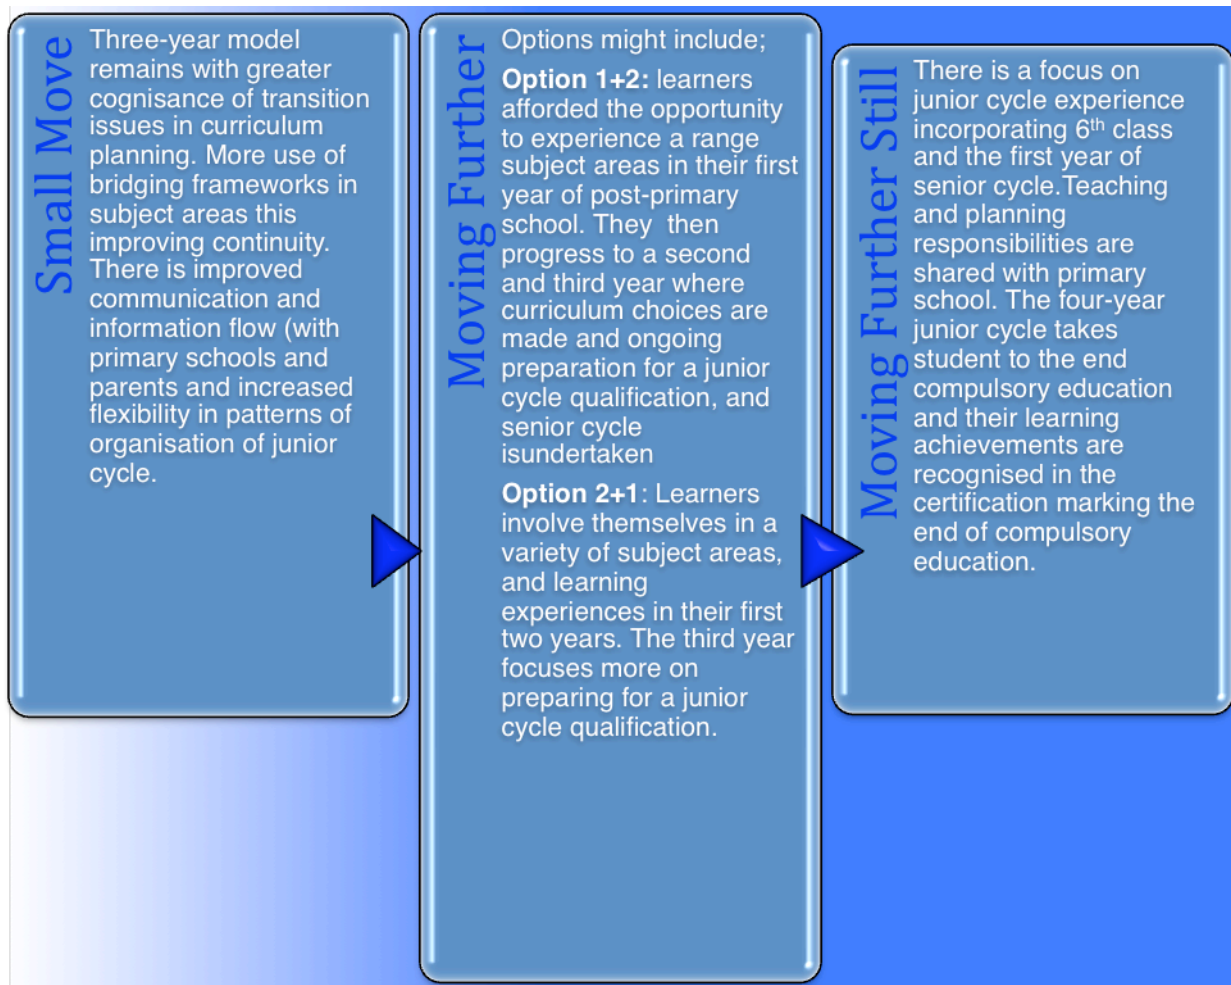 Small Move
Three-year model
remains with greater
cognisance of transition
issues in curriculum
planning. More use of
bridging frameworks in
subject areas this
improving continuity.
There is improved
communication and
information flow (with
primary schools and
parents and increased
flexibility in patterns of
organisation of junior
cycle.
Moving Further
Options might include;
Option 1+2: learners
afforded the opportunity
to experience a range
subject areas in their first
year of post-primary
school. They then
progress to a second
and third year where
curriculum choices are
made and ongoing
preparation for a junior
cycle qualification, and
senior cycle
isundertaken
Option 2+1: Learners
involve themselves in a
variety of subject areas,
and learning
experiences in their first
two years. The third year
focuses more on
preparing for a junior
cycle qualification.
Moving Further Still
There is a focus on
junior cycle experience
incorporating 6th class
and the first year of
senior cycle.Teaching
and planning
responsibilities are
shared with primary
school. The four-year
junior cycle takes
student to the end
compulsory education
and their learning
achievements are
recognised in the
certification marking the
end of compulsory
education.